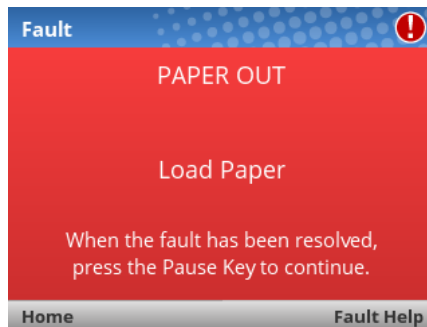 Fault
PAPER OUT
Load Paper
When the fault has been resolved,
press the Pause Key to continue.
Home
Fault Help